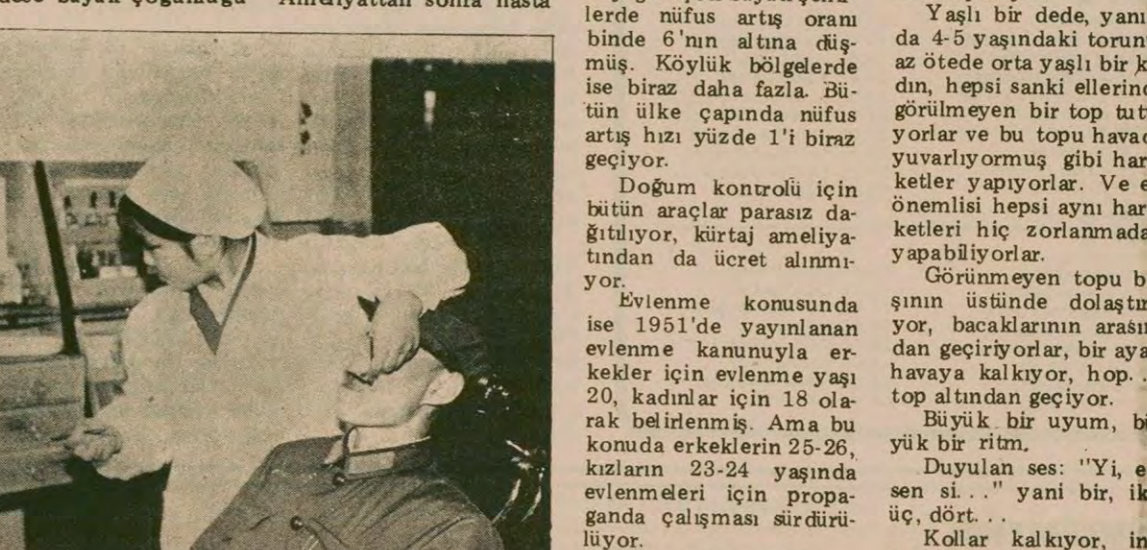 büyük çoğunluğu
Ameliyattan sonra hasta
lerde nüfus artış oranı
binde 6'nın altına düş-
müş. Köylük bölgelerde
ise biraz daha fazla. Bü-
tün ülke çapında nüfus
artış hızı yüzde 1'i biraz
geçiyor.
Doğum kontrolü için
bütün araçlar parasız da-
ğıtılıyor, kürtaj ameliya-
tından da ücret alınmı-
yor.
Evlenme konusunda
ise 1951'de yayınlanan
evlenme kanunuyla er-
kekler için evlenme yaşı
20, kadınlar için 18 ola-
rak belirlenmiş. Ama bu
konuda erkeklerin 25-26,
kızların 23-24 yaşında
evlenmeleri için propa-
ganda çalışması sürdürü-
lüyor.
Yaşlı bir dede, yanı
da 4-5 yaşındaki torun
az ötede orta yaşlı bir k
dın, hepsi sanki ellerind
görülmeyen bir top tut
yorlar ve bu topu havad
yuvarlıyormuş gibi har
ketler yapıyorlar. Ve e
önemlisi hepsi aynı har
ketleri hiç zorlanmada
yapabiliyorlar.
Görünmeyen topu b
şının üstünde dolaştır
yor, bacaklarının arasın
dan geçiriyorlar, bir aya
havaya kalkıyor, hop. .
top altından geçiyor.
Büyük bir uyum, bü
yük bir ritm.
Duyulan ses: "Yi, e
sen si. . ." yani bir, ik
üç, dört. . .
Kollar kalkıyor, in